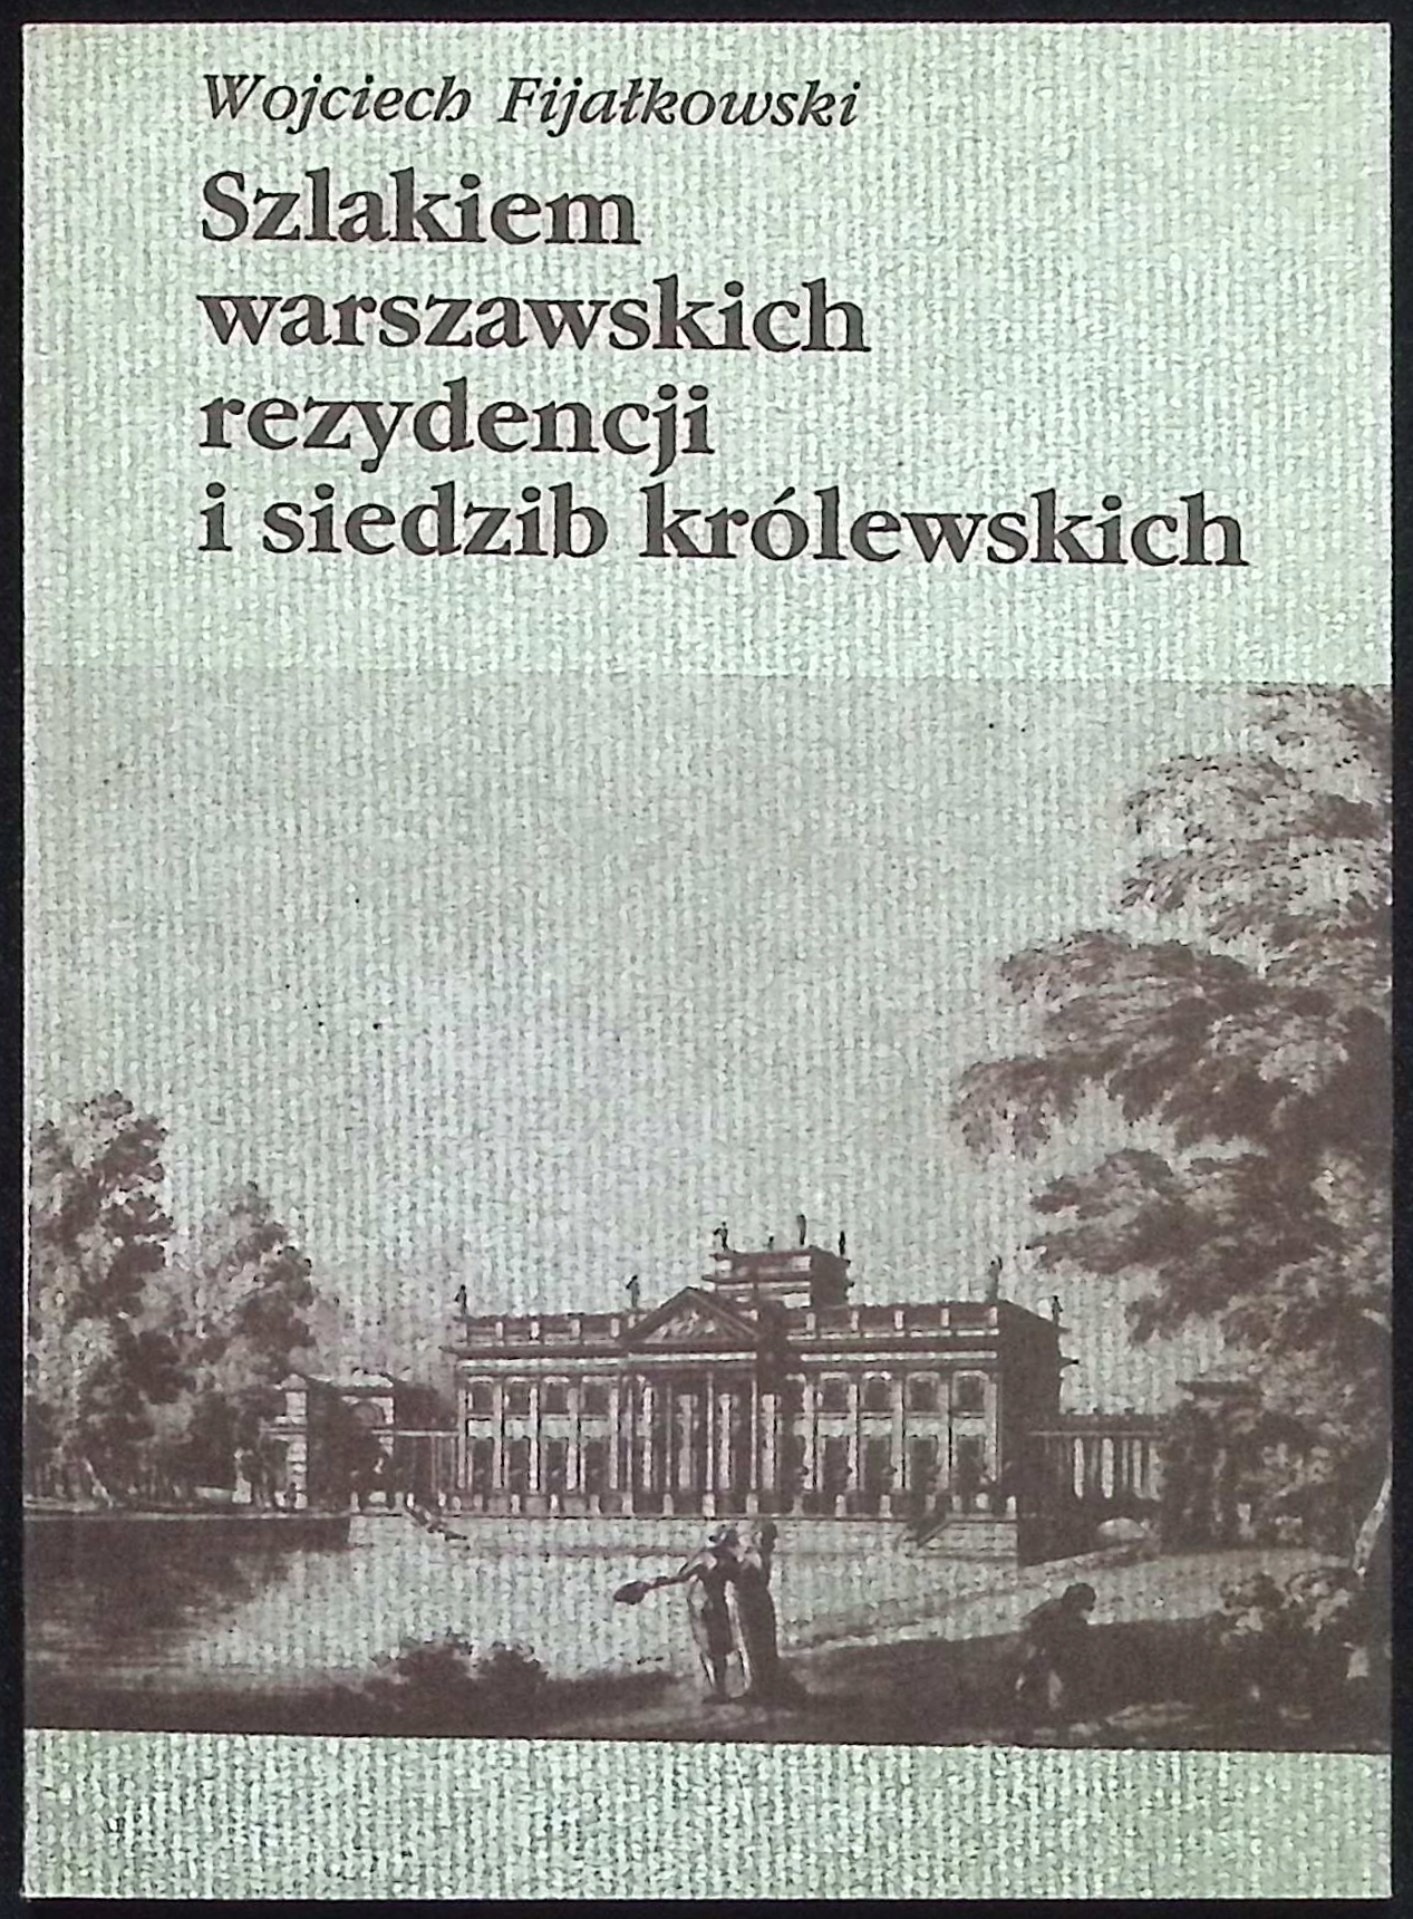 Wojciech Fijałkowski
Szlakiem
warszawskich
rezydencji
i siedzib królewskich